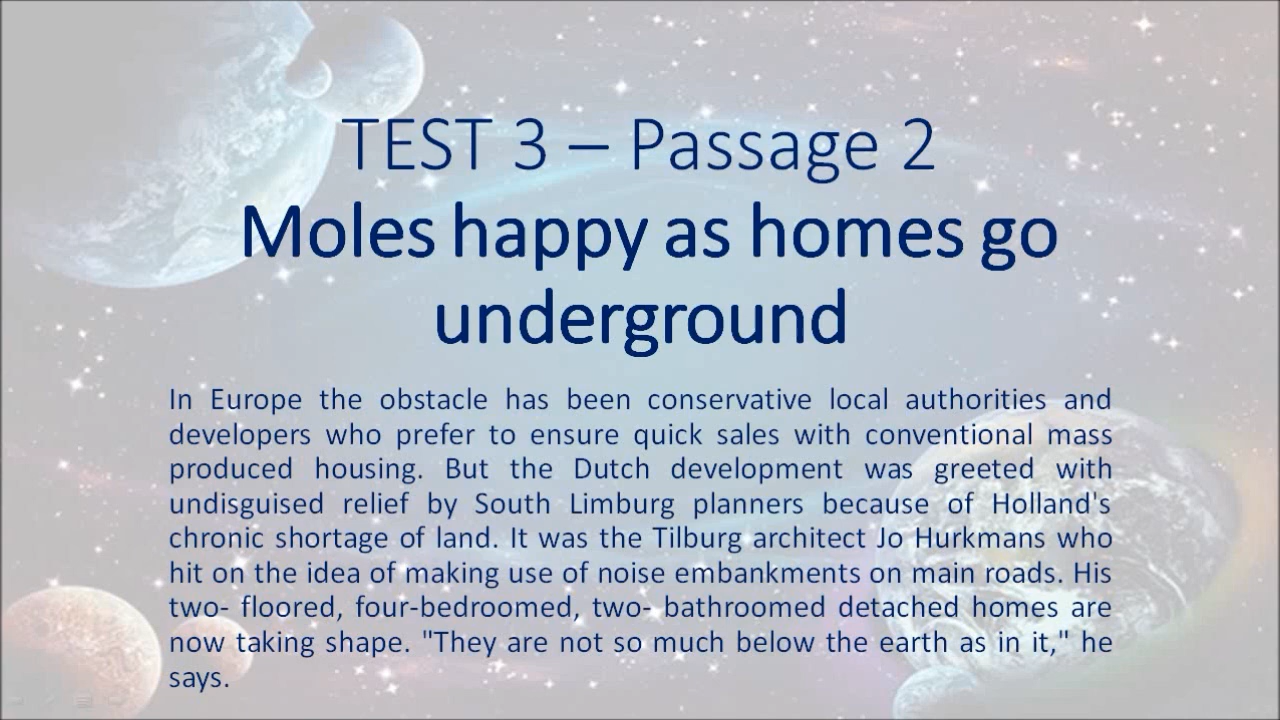 TEST 3 – Passage 2
Moles happy as homes go
underground
In Europe the obstacle has been conservative local authorities and
developers who prefer to ensure quick sales with conventional mass
produced housing. But the Dutch development was greeted with
undisguised relief by South Limburg planners because of Holland's
chronic shortage of land. It was the Tilburg architect Jo Hurkmans who
hit on the idea of making use of noise embankments on main roads. His
two- floored, four-bedroomed, two- bathroomed detached homes are
now taking shape. "They are not so much below the earth as in it," he
says.